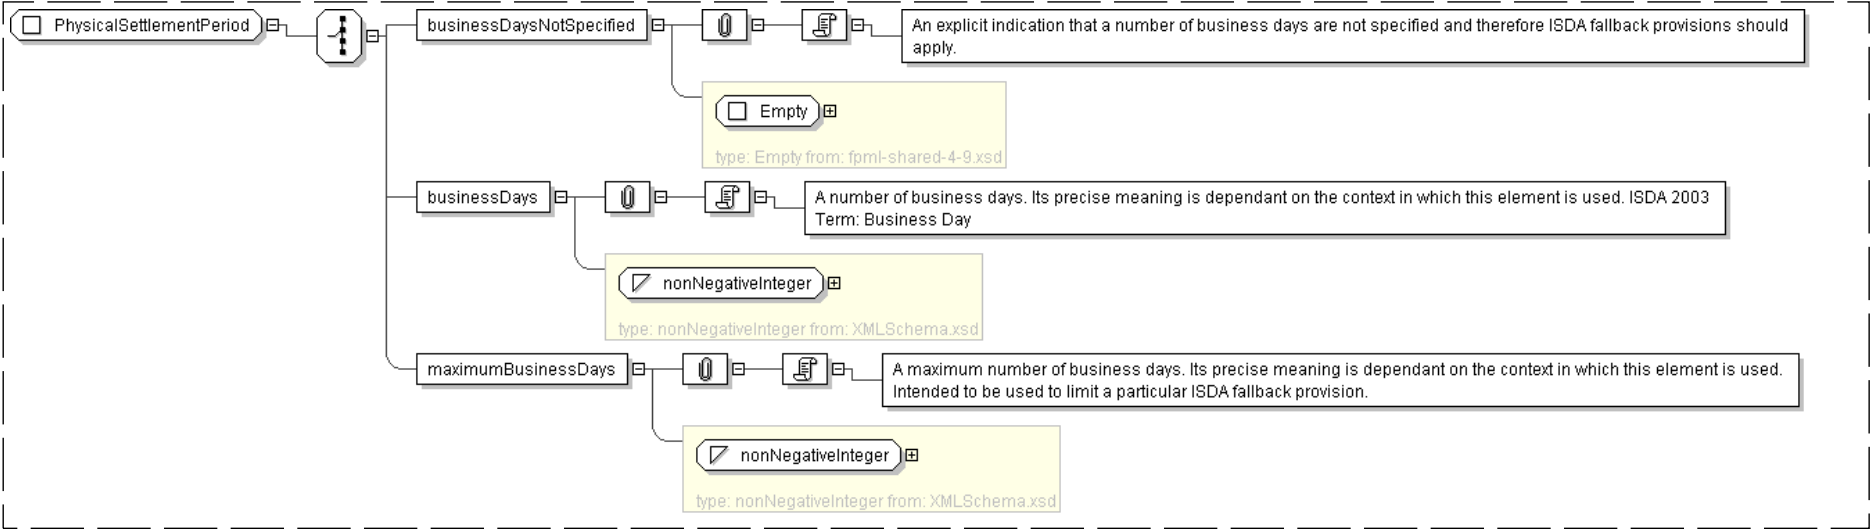 PhysicalSettlementPeriod
businessDaysNotSpecified
An explicit indication that a number of business days are not specified and therefore ISDA fallback provisions should
apply.
Empty
type: Empty from: fpml-shared-4-9.xsd
businessDays
A number of business days. Its precise meaning is dependant on the context in which this element is used. ISDA 2003
Term: Business Day
nonNegativeInteger
type: nonNegativeInteger from: XMLSchema.xsd
maximumBusinessDays
A maximum number of business days. Its precise meaning is dependant on the context in which this element is used.
Intended to be used to limit a particular ISDA fallback provision.
nonNegativeInteger
type: nonNegativeInteger from: XMLSchema.xsd